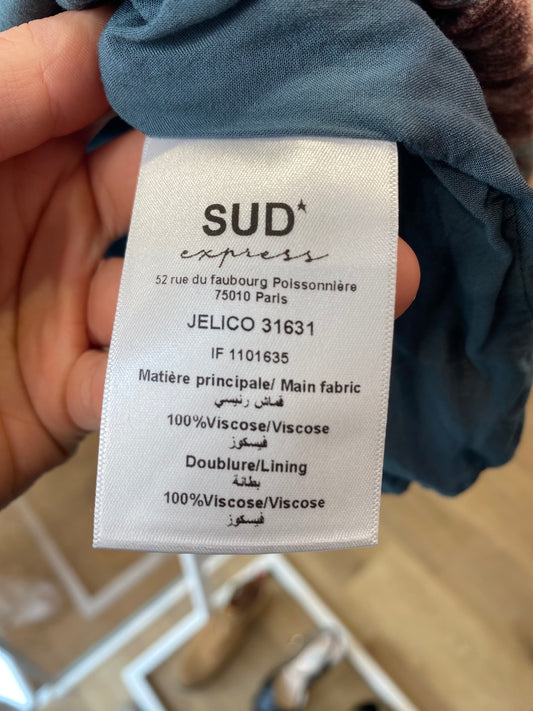 SUD★
express
52 rue du faubourg Poissonnière
75010 Paris
JELICO 31631
IF 1101635
Matière principale/ Main fabric
قماش رئيسي
100%Viscose/Viscose
فيسكوز
Doublure/Lining
بطانة
100%Viscose/Viscose
فيسكوز